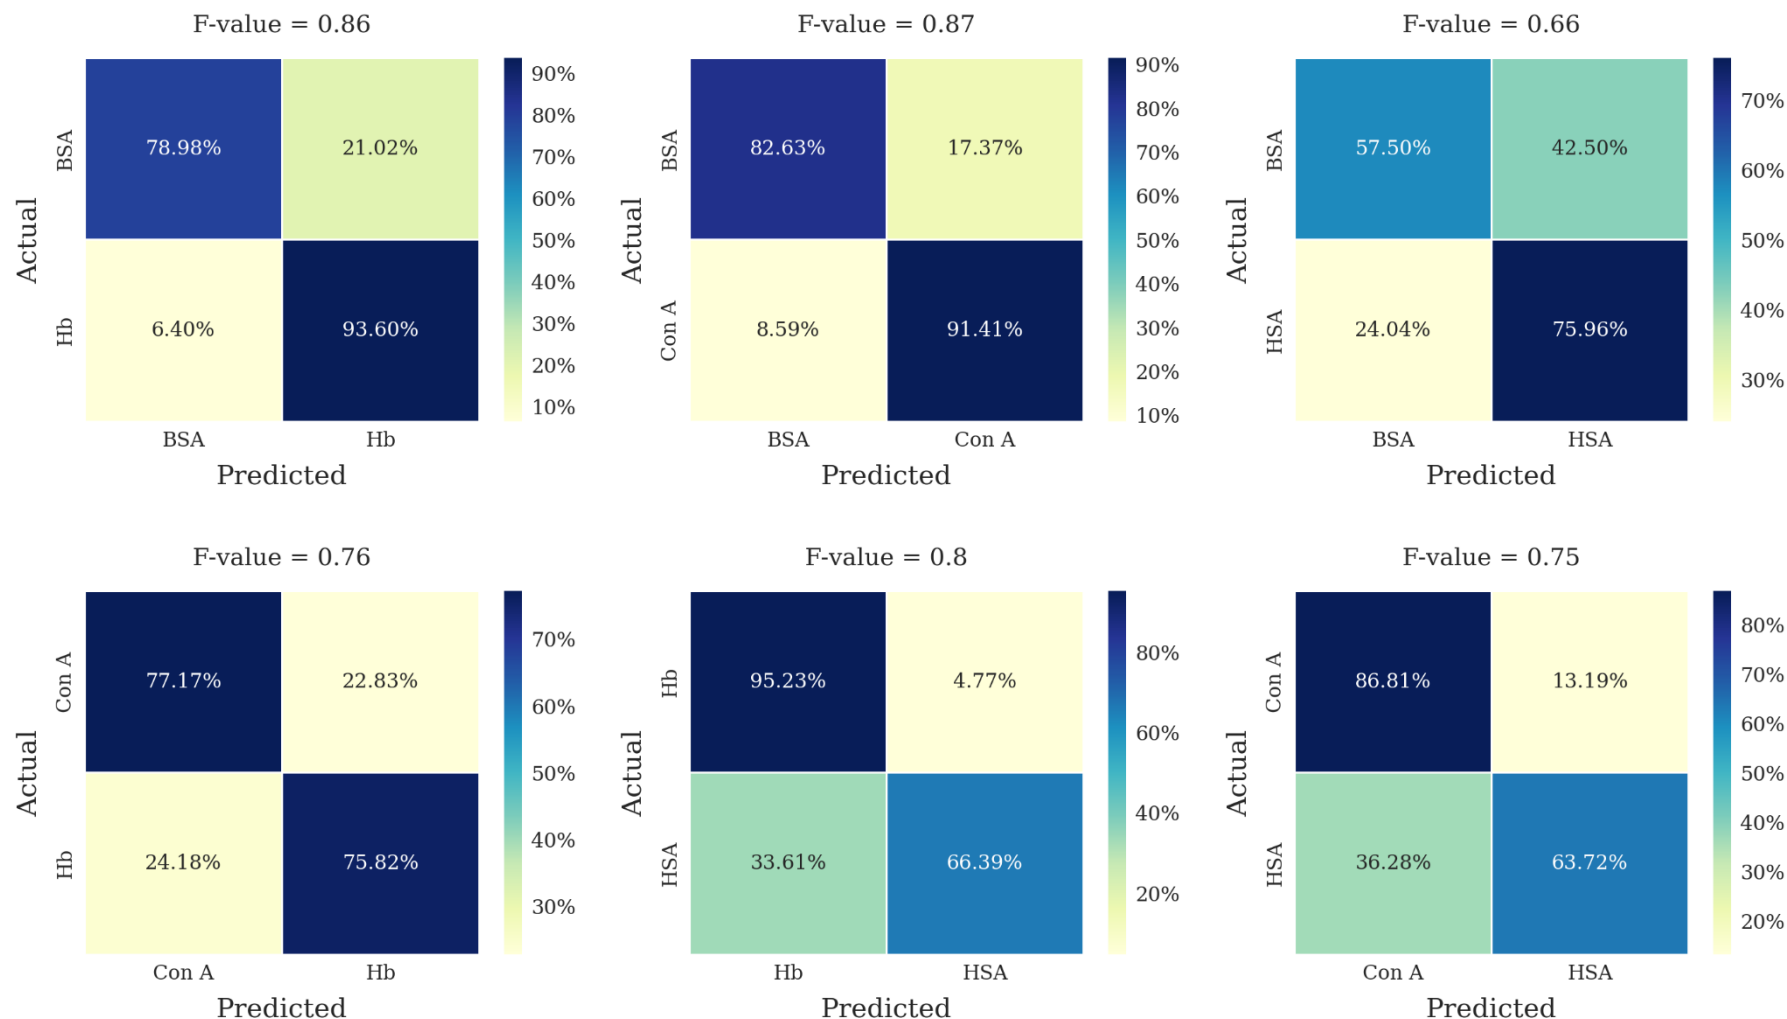 F-value = 0.86
Actual
BSA
78.98%
21.02%
Hb
6.40%
93.60%
BSA
Hb
Predicted
90%
80%
70%
60%
50%
40%
30%
20%
10%
F-value = 0.87
Actual
BSA
82.63%
17.37%
Con A
8.59%
91.41%
BSA
Con A
Predicted
90%
80%
70%
60%
50%
40%
30%
20%
10%
F-value = 0.66
Actual
BSA
57.50%
42.50%
HSA
24.04%
75.96%
BSA
HSA
Predicted
70%
60%
50%
40%
30%
F-value = 0.76
Actual
Con A
77.17%
22.83%
Hb
24.18%
75.82%
Con A
Hb
Predicted
70%
60%
50%
40%
30%
F-value = 0.8
Actual
Hb
95.23%
4.77%
HSA
33.61%
66.39%
Hb
HSA
Predicted
80%
60%
40%
20%
F-value = 0.75
Actual
Con A
86.81%
13.19%
HSA
36.28%
63.72%
Con A
HSA
Predicted
80%
70%
60%
50%
40%
30%
20%